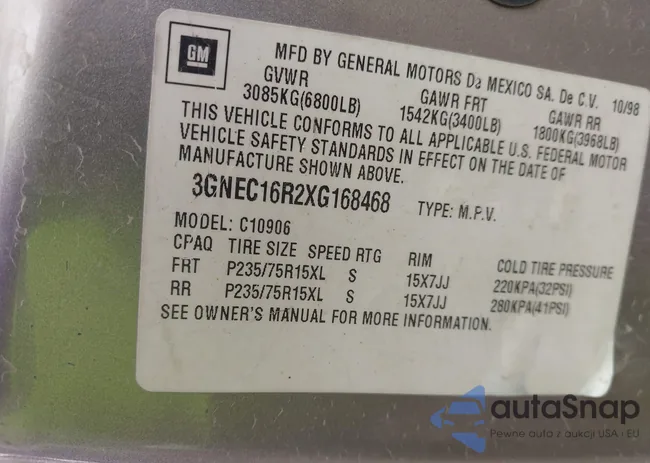 GM
MFD BY GENERAL MOTORS De MEXICO SA. De C.V. 10/98
GVWR GAWR FRT GAWR RR
3085KG(6800LB) 1542KG(3400LB) 1800KG(3968LB)
THIS VEHICLE CONFORMS TO ALL APPLICABLE U.S. FEDERAL MOTOR
VEHICLE SAFETY STANDARDS IN EFFECT ON THE DATE OF
MANUFACTURE SHOWN ABOVE.
3GNEC16R2XG168468 TYPE: M.P.V.
MODEL: C10906
CPAQ TIRE SIZE SPEED RTG RIM COLD TIRE PRESSURE
FRT P235/75R15XL S 15X7JJ 220KPA(32PSI)
RR P235/75R15XL S 15X7JJ 280KPA(41PSI)
SEE OWNER'S MANUAL FOR MORE INFORMATION.
autaSnap
Pewne auta z aukcji USA - EU